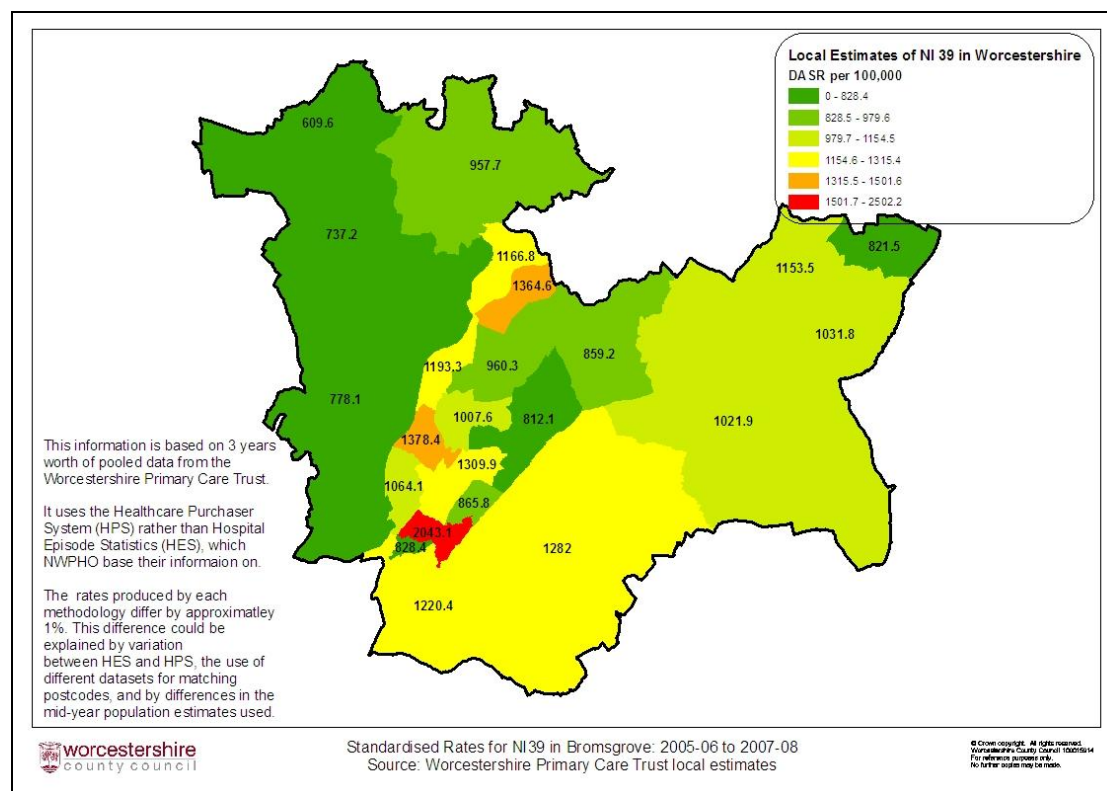 Local Estimates of NI 39 in Worcestershire
DASR per 100,000
0 - 828.4
828.5 - 979.6
979.7 - 1154.5
1154.6 - 1315.4
1315.5 - 1501.6
1501.7 - 2502.2
609.6
957.7
737.2
1166.8
821.5
1153.5
1364.6
1031.8
1193.3
960.3
859.2
778.1
1007.6
812.1
1021.9
1378.4
1309.9
1064.1
865.8
2043.1
828.4
1282
1220.4
This information is based on 3 years
worth of pooled data from the
Worcestershire Primary Care Trust.
It uses the Healthcare Purchaser
System (HPS) rather than Hospital
Episode Statistics (HES), which
NWPHO base their informaion on.
The rates produced by each
methodology differ by approximatley
1%. This difference could be
explained by variation
between HES and HPS, the use of
different datasets for matching
postcodes, and by differences in the
mid-year population estimates used.
worcestershire
county council
Standardised Rates for NI39 in Bromsgrove: 2005-06 to 2007-08
Source: Worcestershire Primary Care Trust local estimates
© Crown copyright. All rights reserved.
Worcestershire County Council 100015914
For reference purposes only.
No further copies may be made.